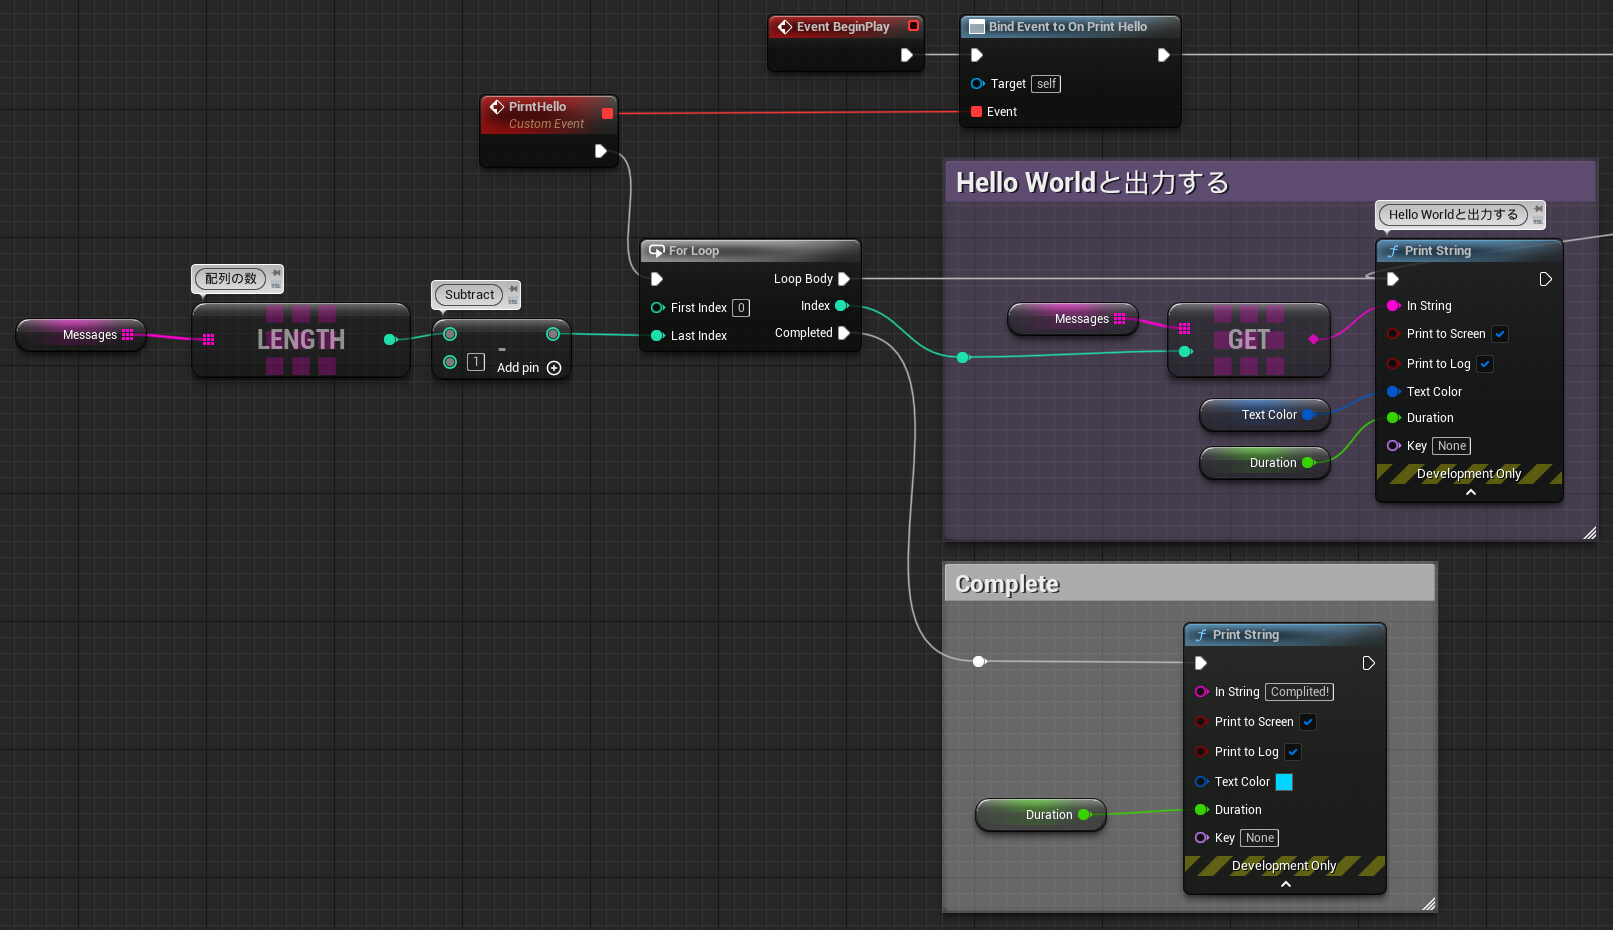 Event BeginPlay
Bind Event to On Print Hello
Target self
Event
PirntHello
Custom Event
Hello Worldと出力する
Hello Worldと出力する
Print String
In String
Print to Screen
Print to Log
Text Color
Duration
Key None
Development Only
For Loop
Loop Body
First Index 0
Index
Last Index
Completed
配列の数
Messages
LENGTH
Subtract
-
1
Add pin
Messages
GET
Text Color
Duration
Complete
Print String
In String Complited!
Print to Screen
Print to Log
Text Color
Duration
Duration
Key None
Development Only